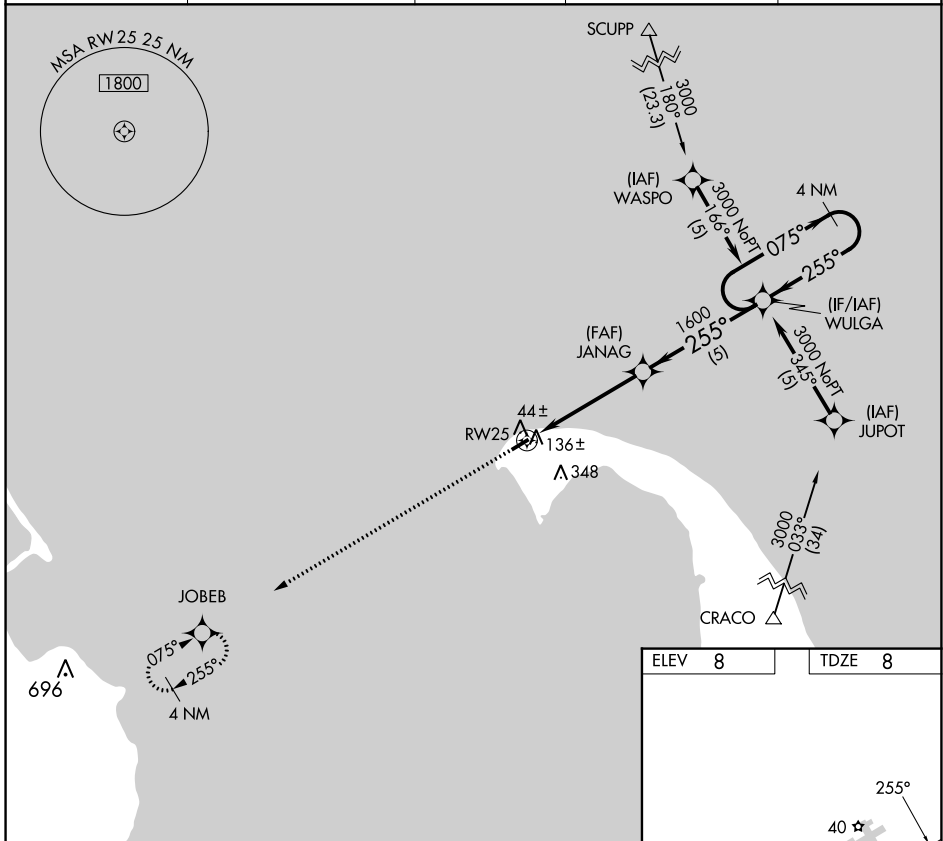 MSA RW 25 25 NM
1800
SCUPP
3000
180°
(23.3)
(IAF)
WASPO
3000 NoPT
166°
(5)
4 NM
075°
255°
(IF/IAF)
WULGA
1600
255°
(5)
(FAF)
JANAG
3000 NoPT
345°
(5)
(IAF)
JUPOT
44±
RW25
136±
348
3000
033°
(34)
CRACO
JOBEB
075°
255°
4 NM
696
ELEV 8
TDZE 8
255°
40